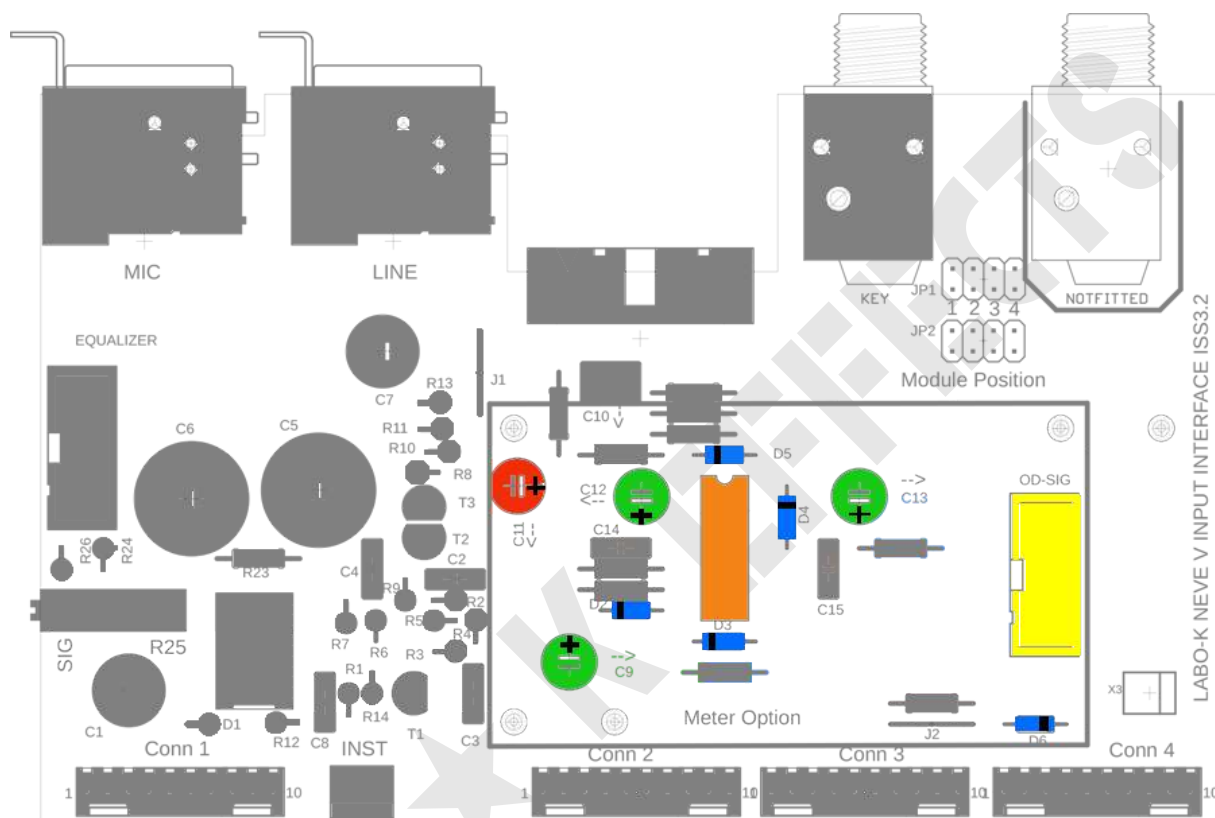 MIC
LINE
KEY
NOTFITTED
JP1
1 2 3 4
JP2
Module Position
LABO-K NEVE V INPUT INTERFACE ISS3.2
EQUALIZER
C7
R13
J1
R11
R10
R8
C6
C5
T3
T2
C10
-->
D5
C11
-->
C12
<--
C14
D4
-->
C13
OD-SIG
R26
R24
R23
C4
C2
R9
R2
R5
R4
R7
R6
R3
D2
D3
C15
SIG
R25
-->
C9
C1
D1
R12
R1
R14
C8
T1
C3
Meter Option
J2
D6
X3
Conn 1
INST
Conn 2
Conn 3
Conn 4
1 10
1 10
1 10
1 10
K EFFECTS